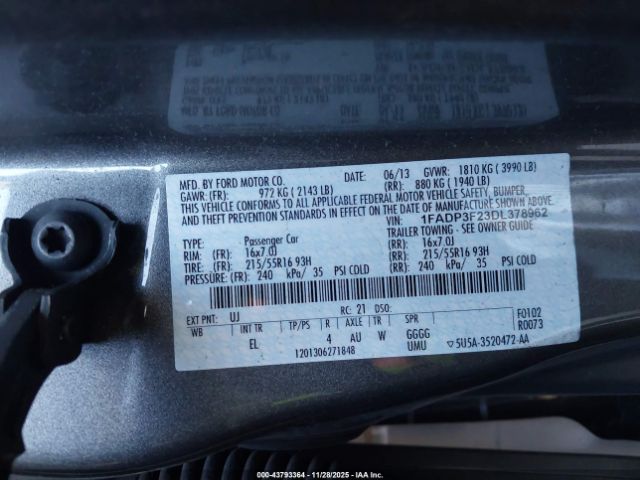 MFD. BY FORD MOTOR CO.
DATE: 06/13 GVWR: 1810 KG ( 3990 LB)
GAWR: (FR): 972 KG ( 2143 LB) (RR): 880 KG ( 1940 LB)
THIS VEHICLE CONFORMS TO ALL APPLICABLE FEDERAL MOTOR VEHICLE SAFETY, BUMPER,
AND THEFT PREVENTION STANDARDS IN EFFECT ON THE DATE OF MANUFACTURE SHOWN ABOVE.
VIN: 1FADP3F23DL378962
TYPE: Passenger Car TRAILER TOWING - SEE OWNER GUIDE
RIM: (FR): 16x7.0J (RR): 16x7.0J
TIRE: (FR): 215/55R16 93H (RR): 215/55R16 93H
PRESSURE: (FR): 240 kPa/ 35 PSI COLD (RR): 240 kPa/ 35 PSI COLD
EXT PNT: UJ RC: 21 DSO: F0102
WB INT TR TP/PS R AXLE TR SPR R0073
EL 4 AU W GGGG
1201306271848 UMU ▽5U5A-3520472-AA
000-43793364 - 11/28/2025 - IAAI.com